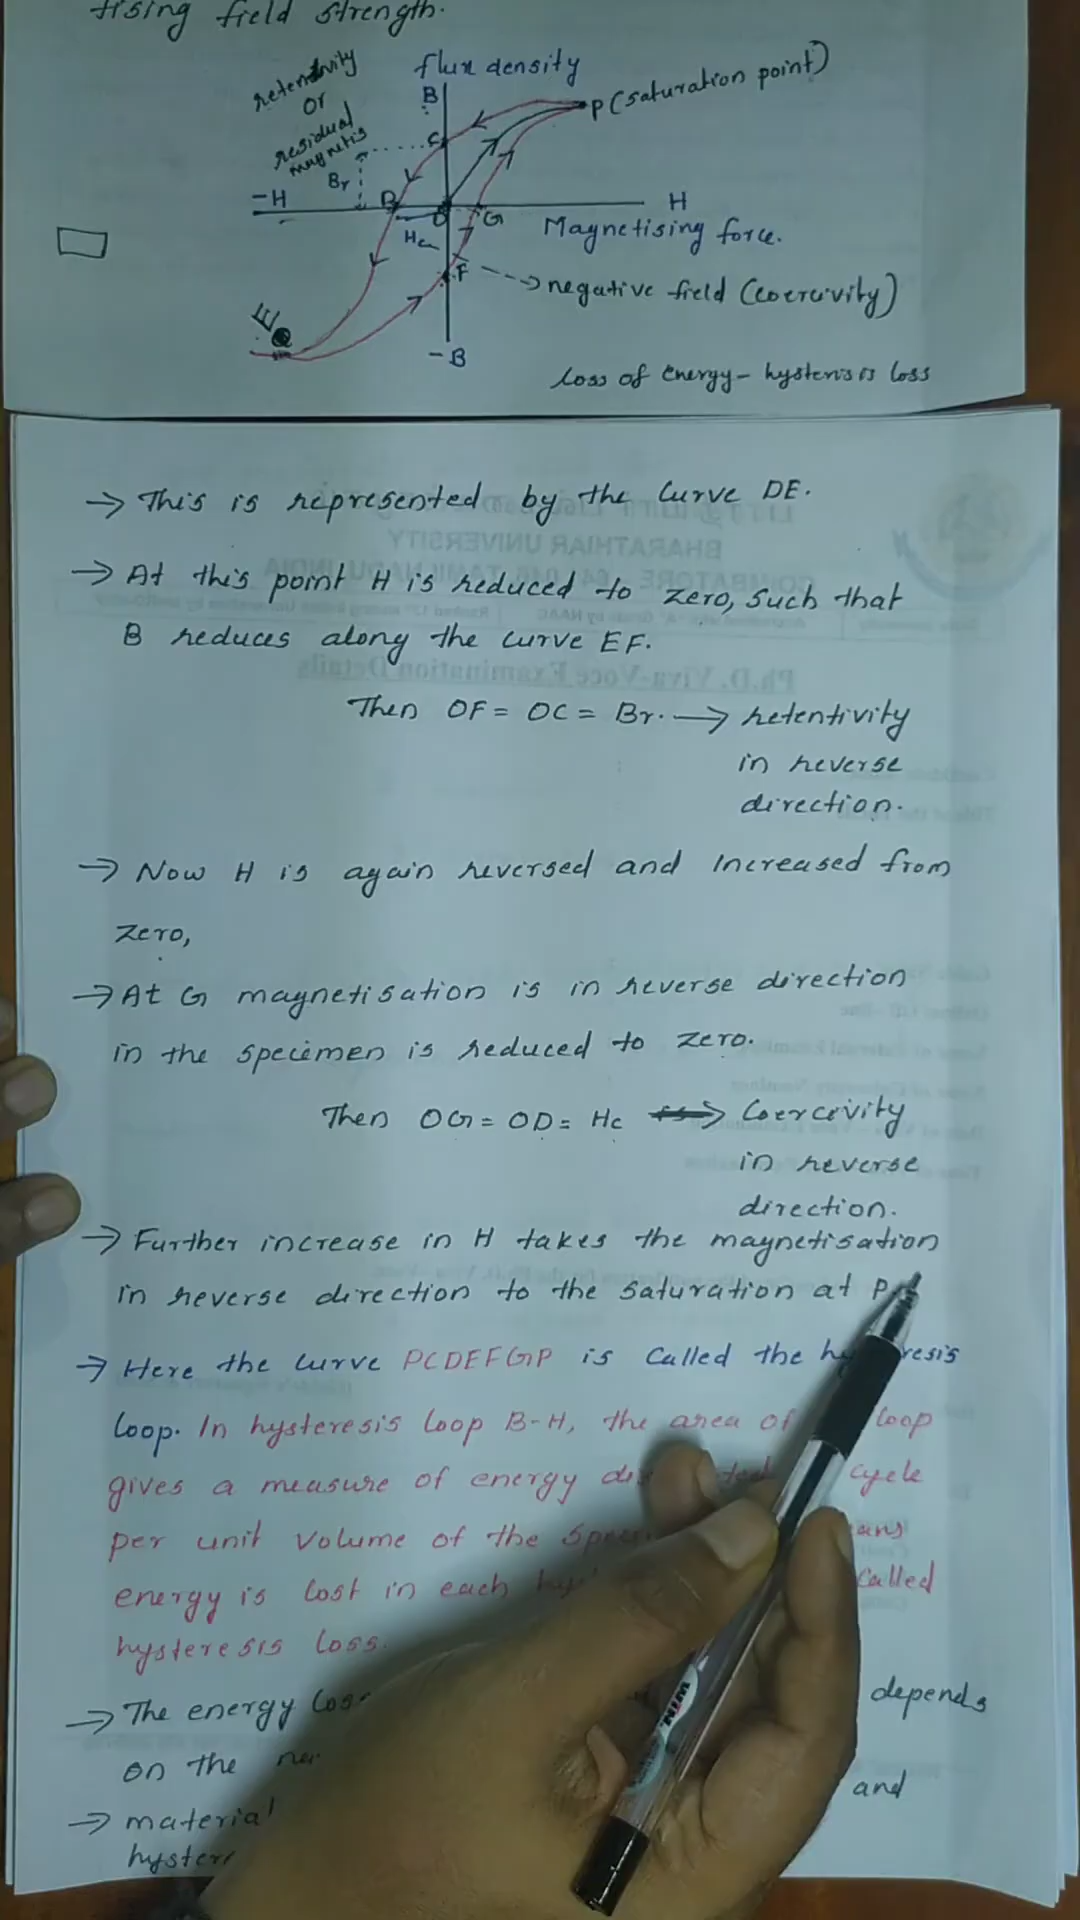 tising field strength.
retentivity
or
residual
magnetis
flux density
B
P (saturation point)
C
Br
-H
D
O
G
H
Hc
Magnetising force.
F
negative field (coercivity)
E
-B
loss of energy - hysteresis loss
→ This is represented by the curve DE.
→ At this point H is reduced to zero, such that
B reduces along the curve EF.
Then OF = OC = Br. → retentivity
in reverse
direction.
→ Now H is again reversed and increased from
zero,
→ At G magnetisation is in reverse direction
in the specimen is reduced to zero.
Then OG = OD = Hc → Coercivity
in reverse
direction.
→ Further increase in H takes the magnetisation
in reverse direction to the saturation at P.
→ Here the curve PCDEFGP is called the hy resis
loop. In hysteresis loop B-H, the area of loop
gives a measure of energy cycle
per unit volume of the
energy is lost in each called
hysteresis loss.
→ The energy depends
on the
→ material and